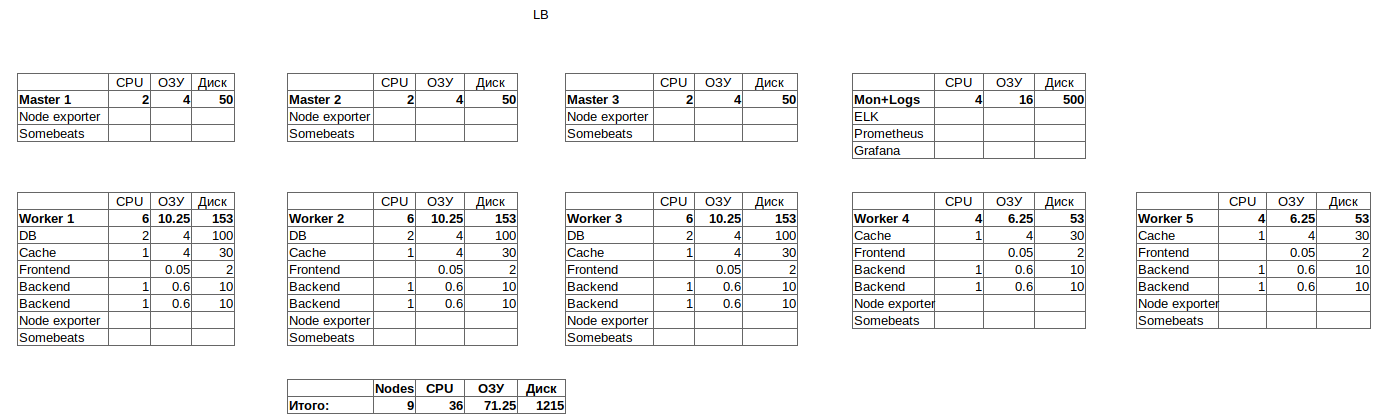 LB
CPU ОЗУ Диск
Master 1 2 4 50
Node exporter
Somebeats
CPU ОЗУ Диск
Master 2 2 4 50
Node exporter
Somebeats
CPU ОЗУ Диск
Master 3 2 4 50
Node exporter
Somebeats
CPU ОЗУ Диск
Mon+Logs 4 16 500
ELK
Prometheus
Grafana
CPU ОЗУ Диск
Worker 1 6 10.25 153
DB 2 4 100
Cache 1 4 30
Frontend 0.05 2
Backend 1 0.6 10
Backend 1 0.6 10
Node exporter
Somebeats
CPU ОЗУ Диск
Worker 2 6 10.25 153
DB 2 4 100
Cache 1 4 30
Frontend 0.05 2
Backend 1 0.6 10
Backend 1 0.6 10
Node exporter
Somebeats
CPU ОЗУ Диск
Worker 3 6 10.25 153
DB 2 4 100
Cache 1 4 30
Frontend 0.05 2
Backend 1 0.6 10
Backend 1 0.6 10
Node exporter
Somebeats
CPU ОЗУ Диск
Worker 4 4 6.25 53
Cache 1 4 30
Frontend 0.05 2
Backend 1 0.6 10
Backend 1 0.6 10
Node exporter
Somebeats
CPU ОЗУ Диск
Worker 5 4 6.25 53
Cache 1 4 30
Frontend 0.05 2
Backend 1 0.6 10
Backend 1 0.6 10
Node exporter
Somebeats
Nodes CPU ОЗУ Диск
Итого: 9 36 71.25 1215